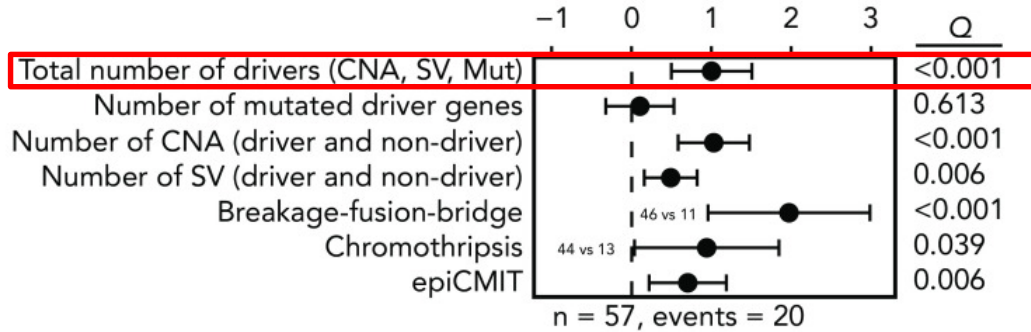 −1 0 1 2 3 Q
Total number of drivers (CNA, SV, Mut) <0.001
Number of mutated driver genes 0.613
Number of CNA (driver and non-driver) <0.001
Number of SV (driver and non-driver) 0.006
Breakage-fusion-bridge 46 vs 11 <0.001
Chromothripsis 44 vs 13 0.039
epiCMIT 0.006
n = 57, events = 20